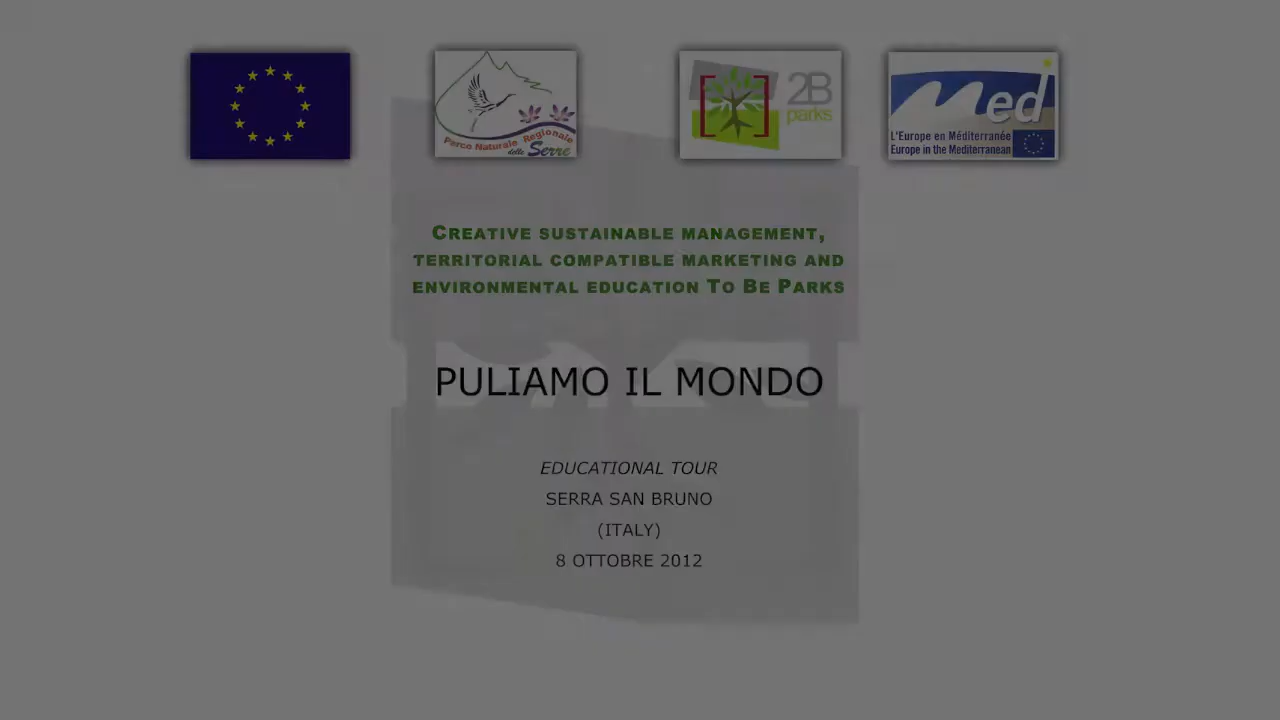 Parco Naturale Regionale
delle Serre
2B
parks
Med
L'Europe en Méditerranée
Europe in the Mediterranean
CREATIVE SUSTAINABLE MANAGEMENT,
TERRITORIAL COMPATIBLE MARKETING AND
ENVIRONMENTAL EDUCATION TO BE PARKS
PULIAMO IL MONDO
EDUCATIONAL TOUR
SERRA SAN BRUNO
(ITALY)
8 OTTOBRE 2012